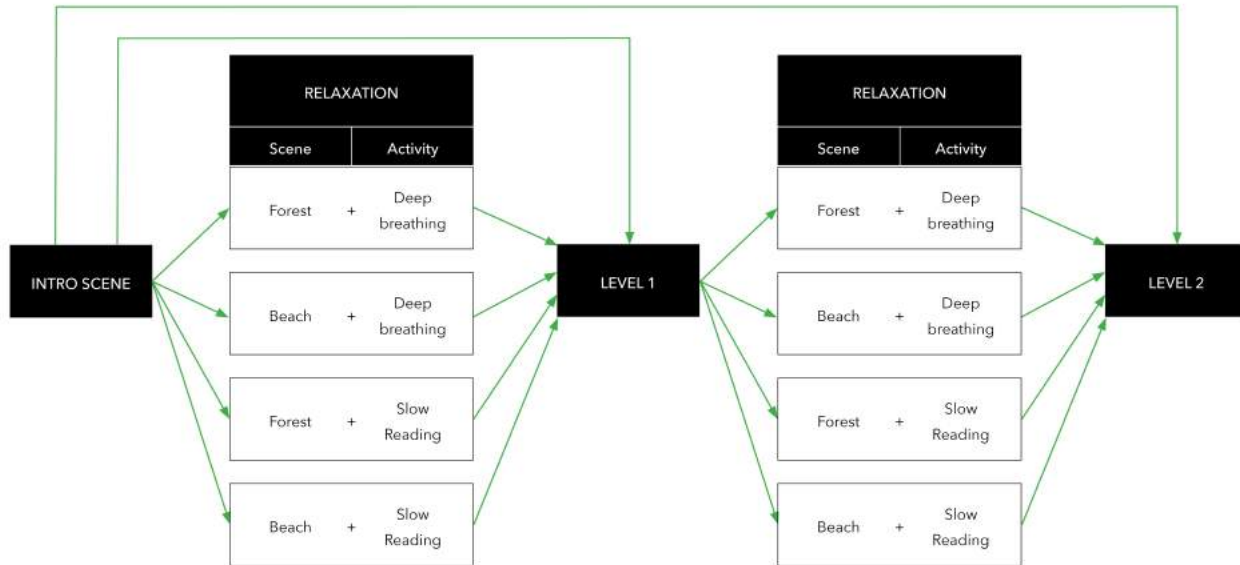 RELAXATION
Scene Activity
Forest + Deep
breathing
Beach + Deep
breathing
Forest + Slow
Reading
Beach + Slow
Reading
INTRO SCENE
LEVEL 1
RELAXATION
Scene Activity
Forest + Deep
breathing
Beach + Deep
breathing
Forest + Slow
Reading
Beach + Slow
Reading
LEVEL 2